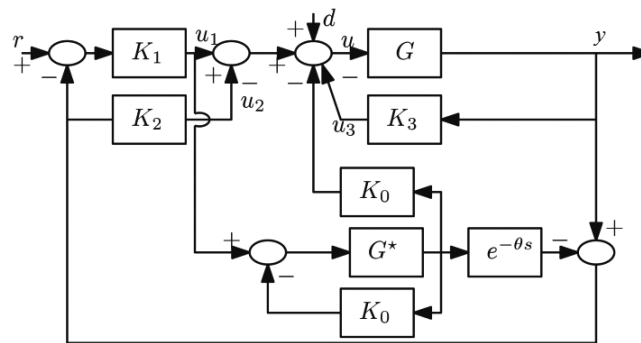 d
r
+
−
K₁
u₁
+
−
+
+
−
−
u
G
y
K₂
u₂
u₃
K₃
K₀
+
−
G⋆
e^{−θs}
−
+
K₀